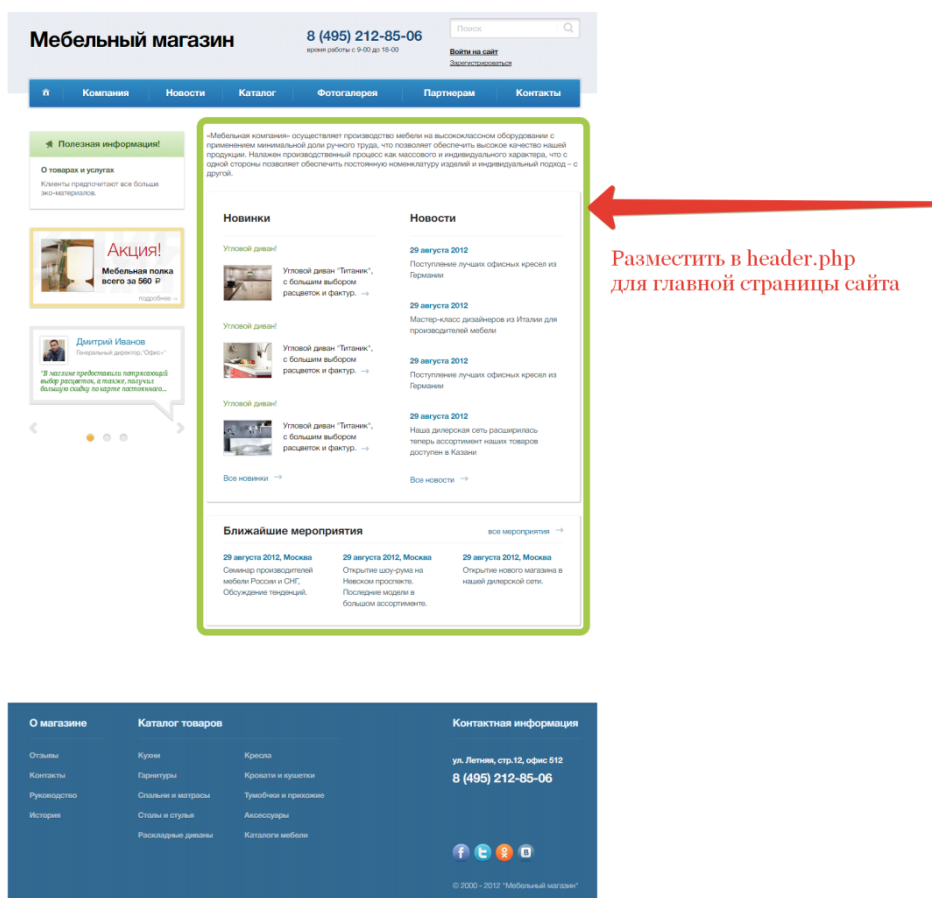 Мебельный магазин
8 (495) 212-85-06
время работы с 9-00 до 18-00
Поиск
Войти на сайт
Зарегистрироваться
Компания
Новости
Каталог
Фотогалерея
Партнерам
Контакты
Полезная информация!
О товарах и услугах
Клиенты предпочитают все больше
эко-материалов.
Акция!
Мебельная полка
всего за 560 ₽
подробнее →
Дмитрий Иванов
Генеральный директор, "Офис+"
"В магазине предоставили потрясающий
выбор расцветок, а также, получил
большую скидку по карте постоянного...
«Мебельная компания» осуществляет производство мебели на высококлассном оборудовании с
применением минимальной доли ручного труда, что позволяет обеспечить высокое качество нашей
продукции. Налажен производственный процесс как массового и индивидуального характера, что с
одной стороны позволяет обеспечить постоянную номенклатуру изделий и индивидуальный подход – с
другой.
Новинки
Угловой диван!
Угловой диван "Титаник",
с большим выбором
расцветок и фактур. →
Угловой диван!
Угловой диван "Титаник",
с большим выбором
расцветок и фактур. →
Угловой диван!
Угловой диван "Титаник",
с большим выбором
расцветок и фактур. →
Все новинки →
Новости
29 августа 2012
Поступление лучших офисных кресел из
Германии
29 августа 2012
Мастер-класс дизайнеров из Италии для
производителей мебели
29 августа 2012
Поступление лучших офисных кресел из
Германии
29 августа 2012
Наша дилерская сеть расширилась
теперь ассортимент наших товаров
доступен в Казани
Все новости →
Ближайшие мероприятия
все мероприятия →
29 августа 2012, Москва
Семинар производителей
мебели России и СНГ,
Обсуждение тенденций.
29 августа 2012, Москва
Открытие шоу-рума на
Невском проспекте.
Последние модели в
большом ассортименте.
29 августа 2012, Москва
Открытие нового магазина в
нашей дилерской сети.
Разместить в header.php
для главной страницы сайта
О магазине
Отзывы
Контакты
Руководство
История
Каталог товаров
Кухни
Гарнитуры
Спальни и матрасы
Столы и стулья
Раскладные диваны
Кресла
Кровати и кушетки
Тумобчки и прихожие
Аксессуары
Каталоги мебели
Контактная информация
ул. Летняя, стр.12, офис 512
8 (495) 212-85-06
© 2000 - 2012 "Мебельный магазин"